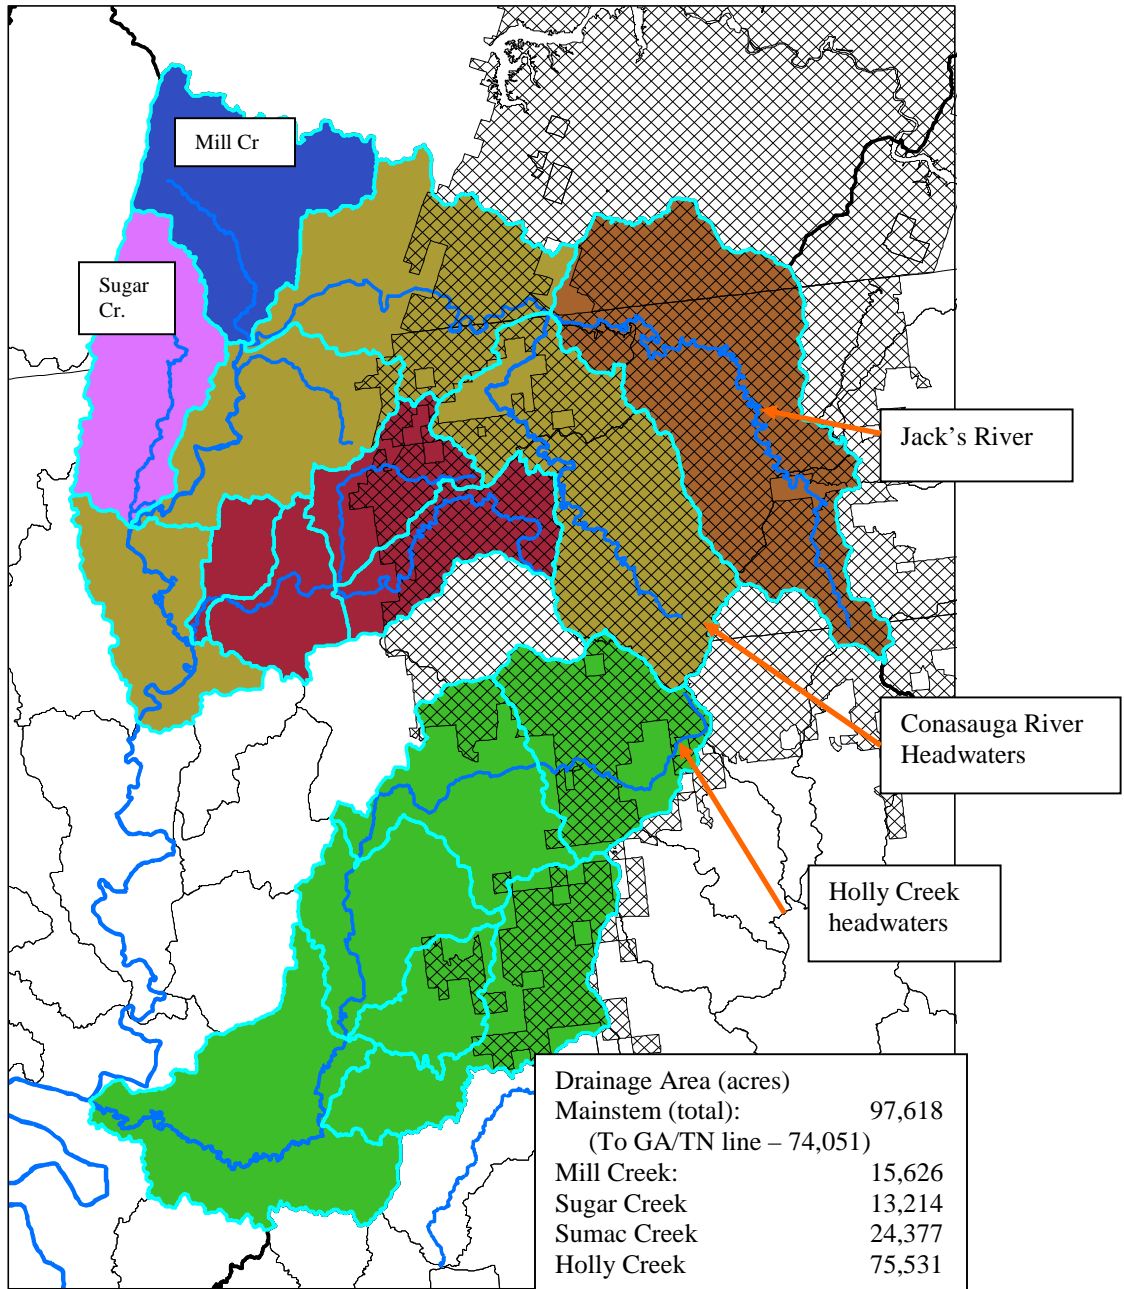 Mill Cr
Sugar
Cr.
Jack’s River
Conasauga River
Headwaters
Holly Creek
headwaters
Drainage Area (acres)
Mainstem (total): 97,618
(To GA/TN line – 74,051)
Mill Creek: 15,626
Sugar Creek 13,214
Sumac Creek 24,377
Holly Creek 75,531